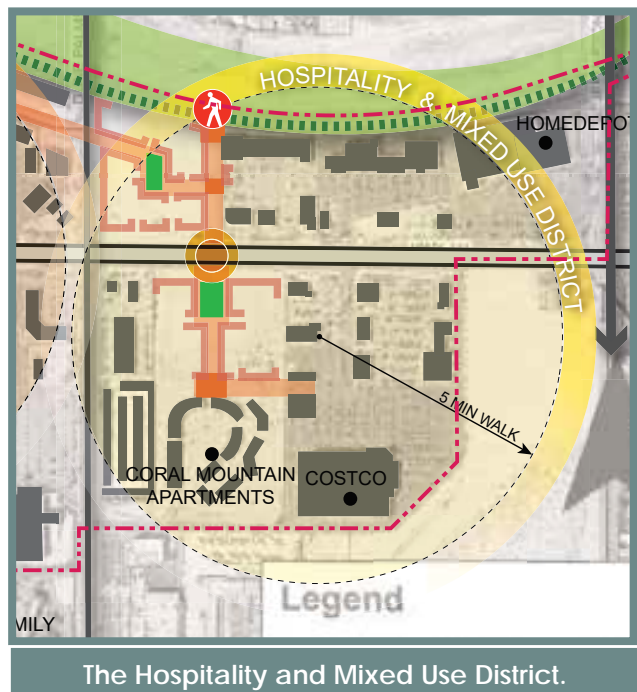 HOSPITALITY & MIXED USE DISTRICT
HOMEDEPOT
5 MIN WALK
CORAL MOUNTAIN
APARTMENTS
COSTCO
Legend
MILY
The Hospitality and Mixed Use District.